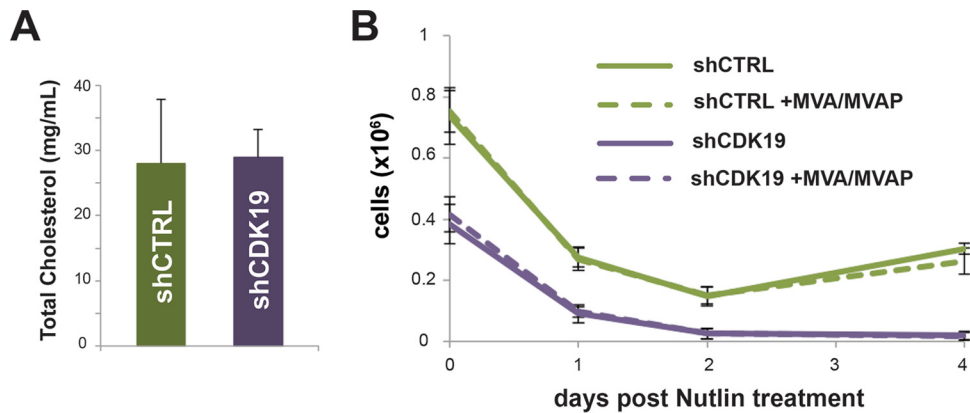 A
Total Cholesterol (mg/mL)
40
30
20
10
0
shCTRL
shCDK19
B
cells (x10⁶)
1
0.8
0.6
0.4
0.2
0
0
1
2
3
4
days post Nutlin treatment
shCTRL
shCTRL +MVA/MVAP
shCDK19
shCDK19 +MVA/MVAP